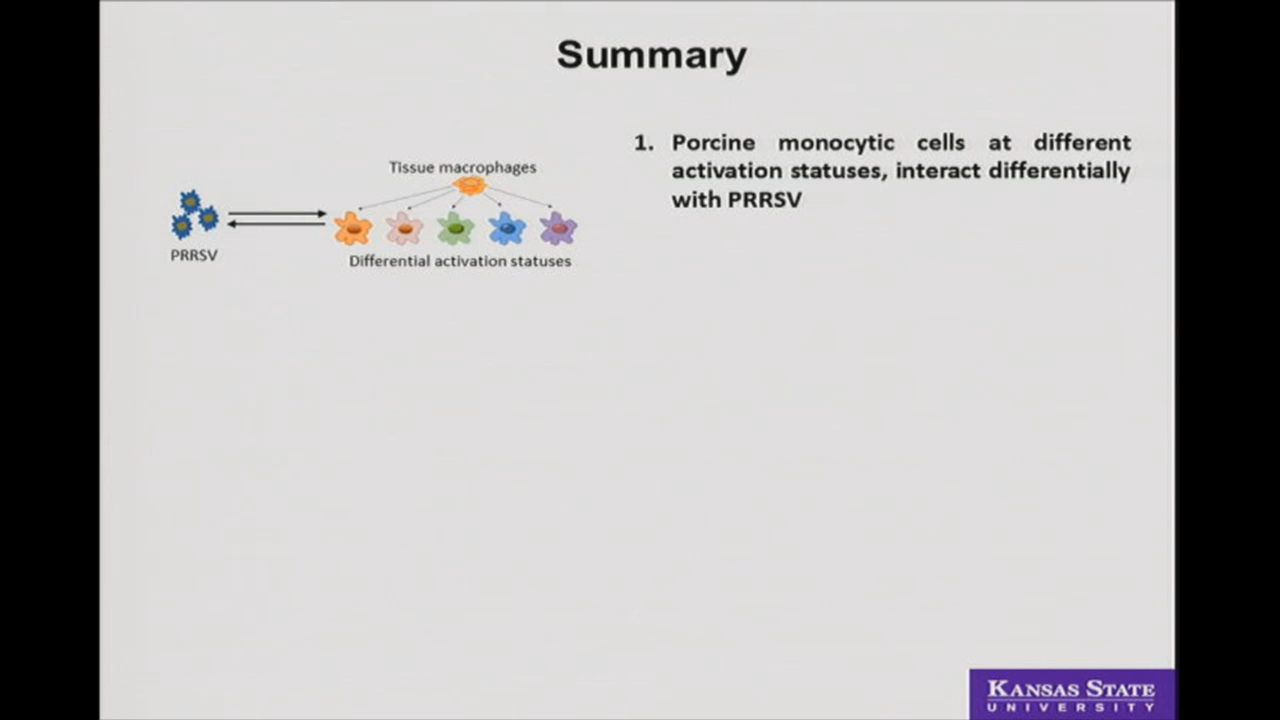 Summary
Tissue macrophages
PRRSV
Differential activation statuses
1. Porcine monocytic cells at different
activation statuses, interact differentially
with PRRSV
KANSAS STATE
UNIVERSITY